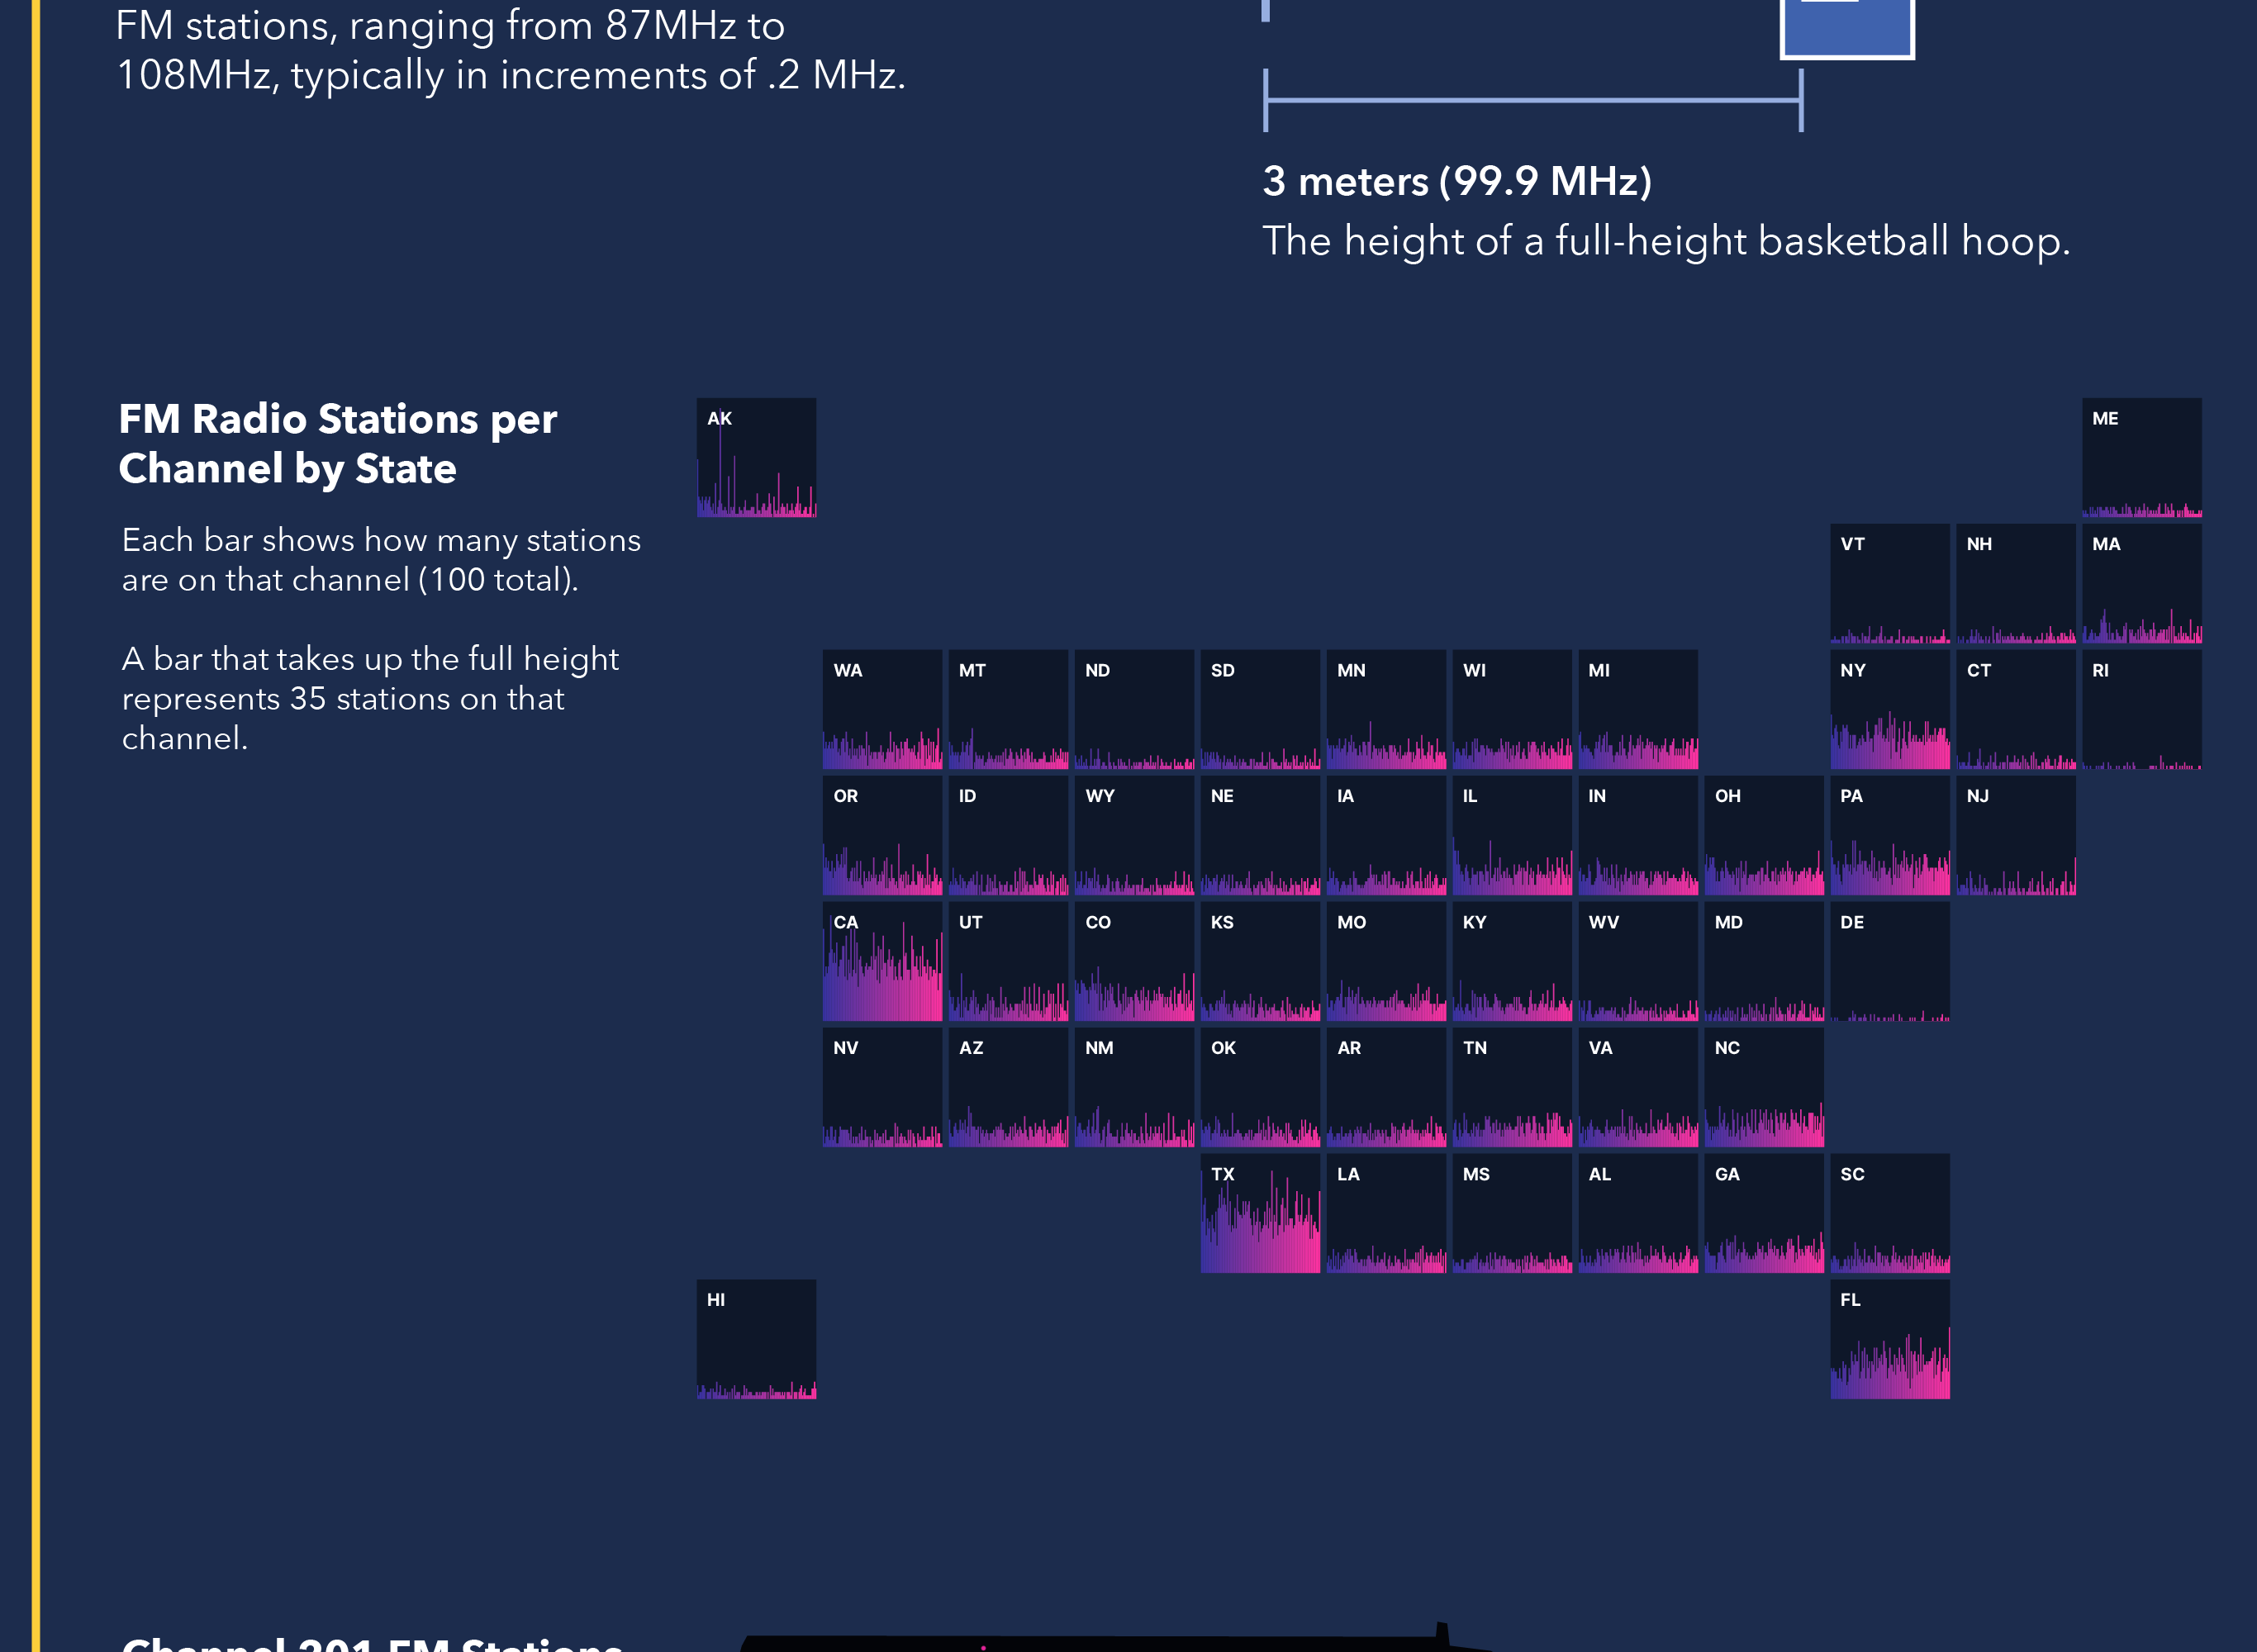 FM stations, ranging from 87MHz to
108MHz, typically in increments of .2 MHz.
3 meters (99.9 MHz)
The height of a full-height basketball hoop.
FM Radio Stations per
Channel by State
Each bar shows how many stations
are on that channel (100 total).
A bar that takes up the full height
represents 35 stations on that
channel.
AK
ME
VT
NH
MA
WA
MT
ND
SD
MN
WI
MI
NY
CT
RI
OR
ID
WY
NE
IA
IL
IN
OH
PA
NJ
CA
UT
CO
KS
MO
KY
WV
MD
DE
NV
AZ
NM
OK
AR
TN
VA
NC
TX
LA
MS
AL
GA
SC
HI
FL
Channel 201 FM Stations